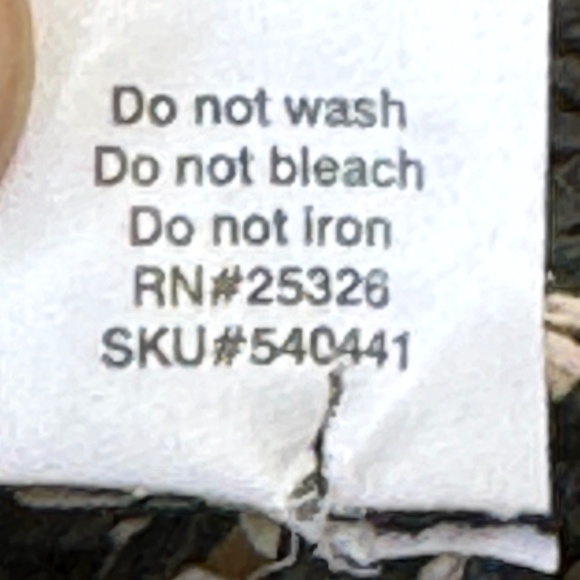 Do not wash
Do not bleach
Do not iron
RN#25326
SKU#540441